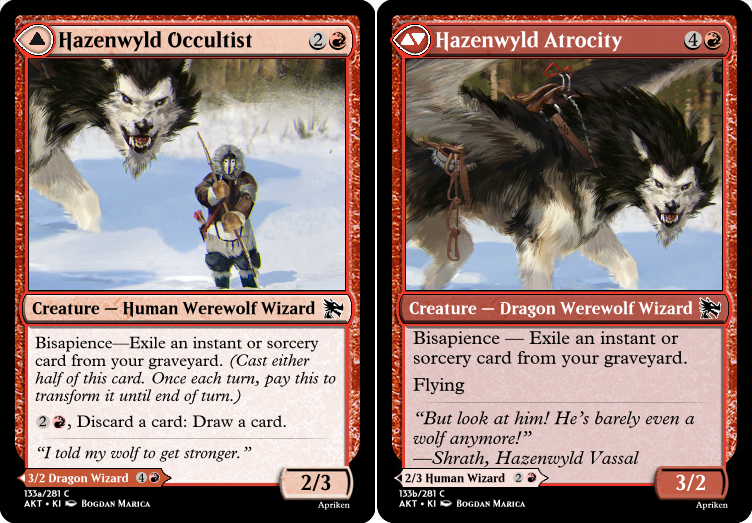 Hazenwyld Occultist 2
Bisapience—Exile an instant or sorcery
card from your graveyard. (Cast either
half of this card. Once each turn, pay this to
transform it until end of turn.)
2 , Discard a card: Draw a card.
“I told my wolf to get stronger.”
Creature — Human Werewolf Wizard
3/2 Dragon Wizard 4
2/3
133a/281 C
AKT • KI Bogdan Marica
Apriken
Hazenwyld Atrocity 4
Creature — Dragon Werewolf Wizard
Bisapience — Exile an instant or
sorcery card from your graveyard.
Flying
“But look at him! He’s barely even a
wolf anymore!”
—Shrath, Hazenwyld Vassal
2/3 Human Wizard 2
3/2
133b/281 C
AKT • KI Bogdan Marica
Apriken